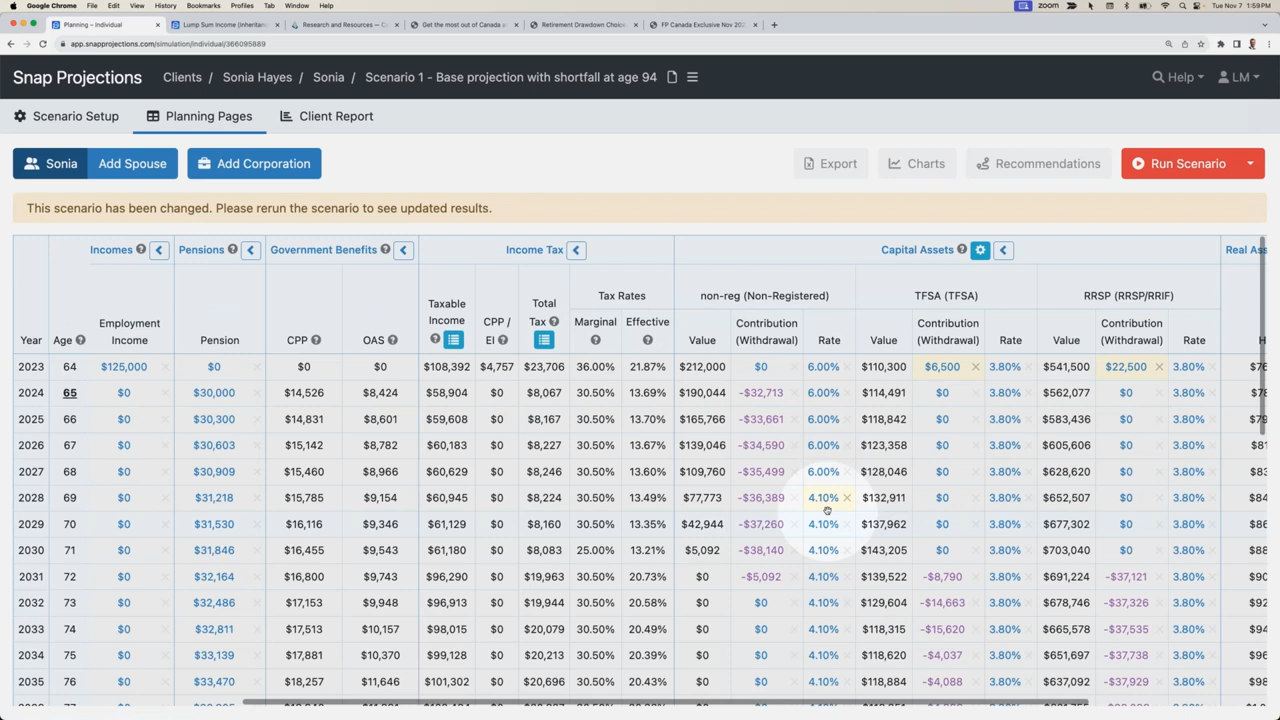 Google Chrome File Edit View History Bookmarks Profiles Tab Window Help zoom Tue Nov 7 1:59 PM
Planning – Individual Lump Sum Income (Inheritan Research and Resources — C Get the most out of Canada a Retirement Drawdown Choice FP Canada Exclusive Nov 202
app.snapprojections.com/simulation/individual/366095889
Snap Projections Clients / Sonia Hayes / Sonia / Scenario 1 - Base projection with shortfall at age 94 Help LM
Scenario Setup Planning Pages Client Report
Sonia Add Spouse Add Corporation Export Charts Recommendations Run Scenario
This scenario has been changed. Please rerun the scenario to see updated results.
Incomes Pensions Government Benefits Income Tax Capital Assets Real Ass
Tax Rates non-reg (Non-Registered) TFSA (TFSA) RRSP (RRSP/RRIF)
Year Age Employment Income Pension CPP OAS Taxable Income CPP / EI Total Tax Marginal Effective Value Contribution (Withdrawal) Rate Value Contribution (Withdrawal) Rate Value Contribution (Withdrawal) Rate H
2023 64 $125,000 $0 $0 $0 $108,392 $4,757 $23,706 36.00% 21.87% $212,000 $0 6.00% $110,300 $6,500 3.80% $541,500 $22,500 3.80% $76
2024 65 $0 $30,000 $14,526 $8,424 $58,904 $0 $8,067 30.50% 13.69% $190,044 -$32,713 6.00% $114,491 $0 3.80% $562,077 $0 3.80% $78
2025 66 $0 $30,300 $14,831 $8,601 $59,608 $0 $8,167 30.50% 13.70% $165,766 -$33,661 6.00% $118,842 $0 3.80% $583,436 $0 3.80% $79
2026 67 $0 $30,603 $15,142 $8,782 $60,183 $0 $8,227 30.50% 13.67% $139,046 -$34,590 6.00% $123,358 $0 3.80% $605,606 $0 3.80% $81
2027 68 $0 $30,909 $15,460 $8,966 $60,629 $0 $8,246 30.50% 13.60% $109,760 -$35,499 6.00% $128,046 $0 3.80% $628,620 $0 3.80% $83
2028 69 $0 $31,218 $15,785 $9,154 $60,945 $0 $8,224 30.50% 13.49% $77,773 -$36,389 4.10% $132,911 $0 3.80% $652,507 $0 3.80% $84
2029 70 $0 $31,530 $16,116 $9,346 $61,129 $0 $8,160 30.50% 13.35% $42,944 -$37,260 4.10% $137,962 $0 3.80% $677,302 $0 3.80% $86
2030 71 $0 $31,846 $16,455 $9,543 $61,180 $0 $8,083 25.00% 13.21% $5,092 -$38,140 4.10% $143,205 $0 3.80% $703,040 $0 3.80% $88
2031 72 $0 $32,164 $16,800 $9,743 $96,290 $0 $19,963 30.50% 20.73% $0 -$5,092 4.10% $139,522 -$8,790 3.80% $691,224 -$37,121 3.80% $90
2032 73 $0 $32,486 $17,153 $9,948 $96,913 $0 $19,944 30.50% 20.58% $0 $0 4.10% $129,604 -$14,663 3.80% $678,746 -$37,326 3.80% $92
2033 74 $0 $32,811 $17,513 $10,157 $98,015 $0 $20,079 30.50% 20.49% $0 $0 4.10% $118,315 -$15,620 3.80% $665,578 -$37,535 3.80% $94
2034 75 $0 $33,139 $17,881 $10,370 $99,128 $0 $20,213 30.50% 20.39% $0 $0 4.10% $118,620 -$4,037 3.80% $651,697 -$37,738 3.80% $96
2035 76 $0 $33,470 $18,257 $11,646 $101,302 $0 $20,696 30.50% 20.43% $0 $0 4.10% $118,884 -$4,088 3.80% $637,092 -$37,929 3.80% $98